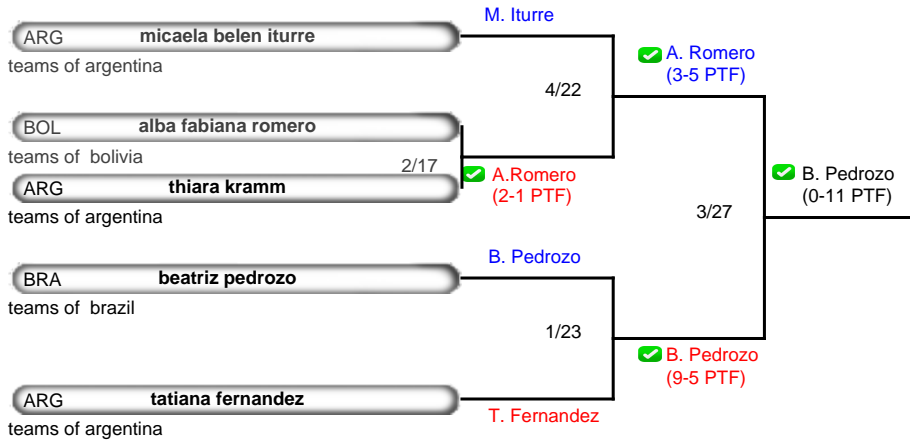 M. Iturre
ARG micaela belen iturre
teams of argentina
A. Romero
(3-5 PTF)
4/22
BOL alba fabiana romero
teams of  bolivia
2/17
A.Romero
(2-1 PTF)
ARG thiara kramm
teams of argentina
B. Pedrozo
(0-11 PTF)
3/27
B. Pedrozo
BRA beatriz pedrozo
teams of  brazil
1/23
B. Pedrozo
(9-5 PTF)
ARG tatiana fernandez
T. Fernandez
teams of argentina